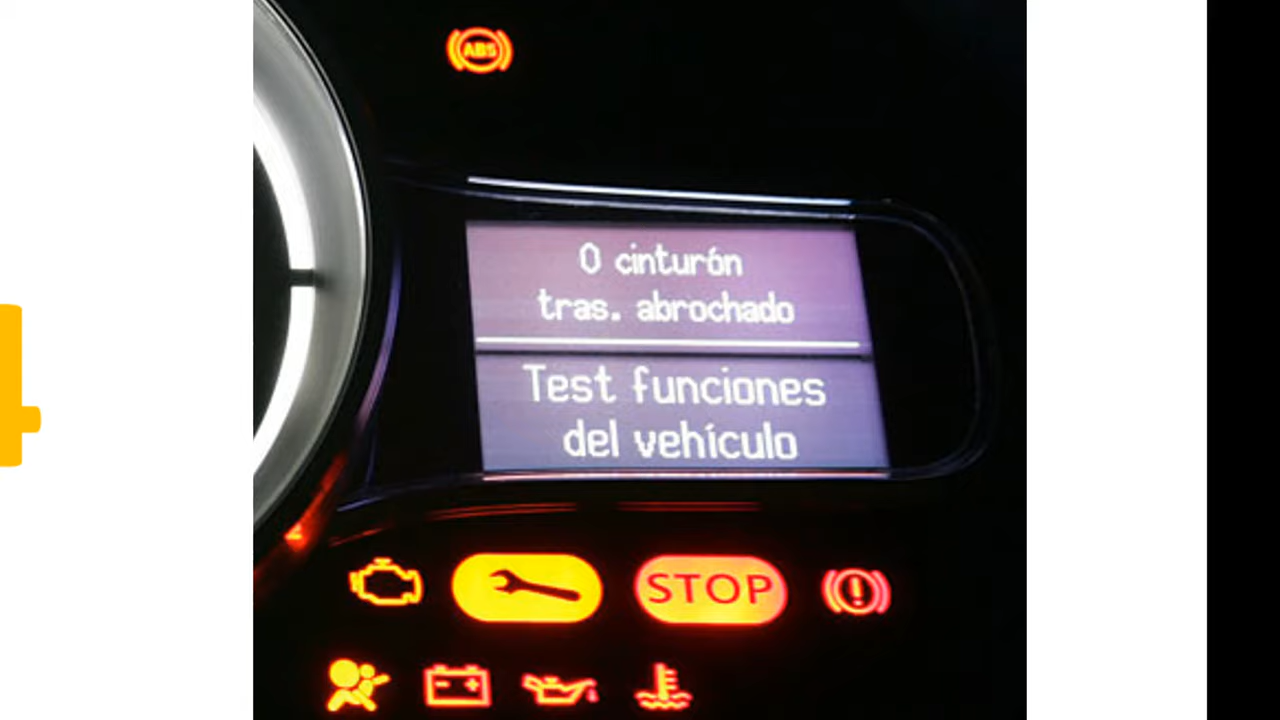 ABS
0 cinturón
tras. abrochado
Test funciones
del vehículo
STOP